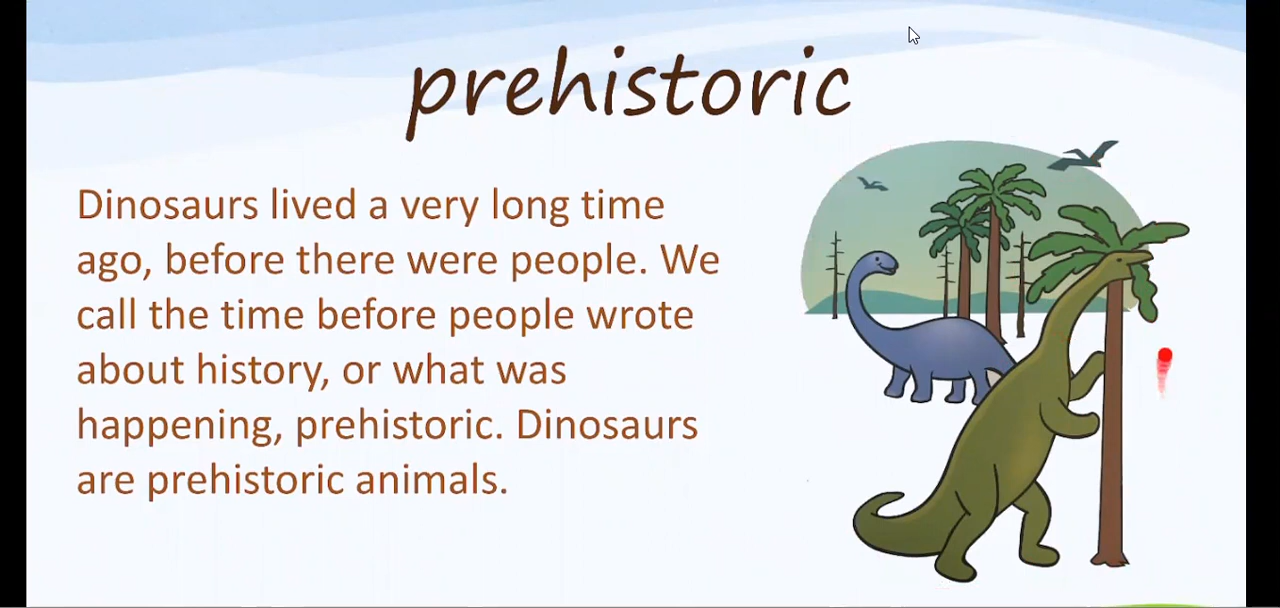 prehistoric
Dinosaurs lived a very long time
ago, before there were people. We
call the time before people wrote
about history, or what was
happening, prehistoric. Dinosaurs
are prehistoric animals.